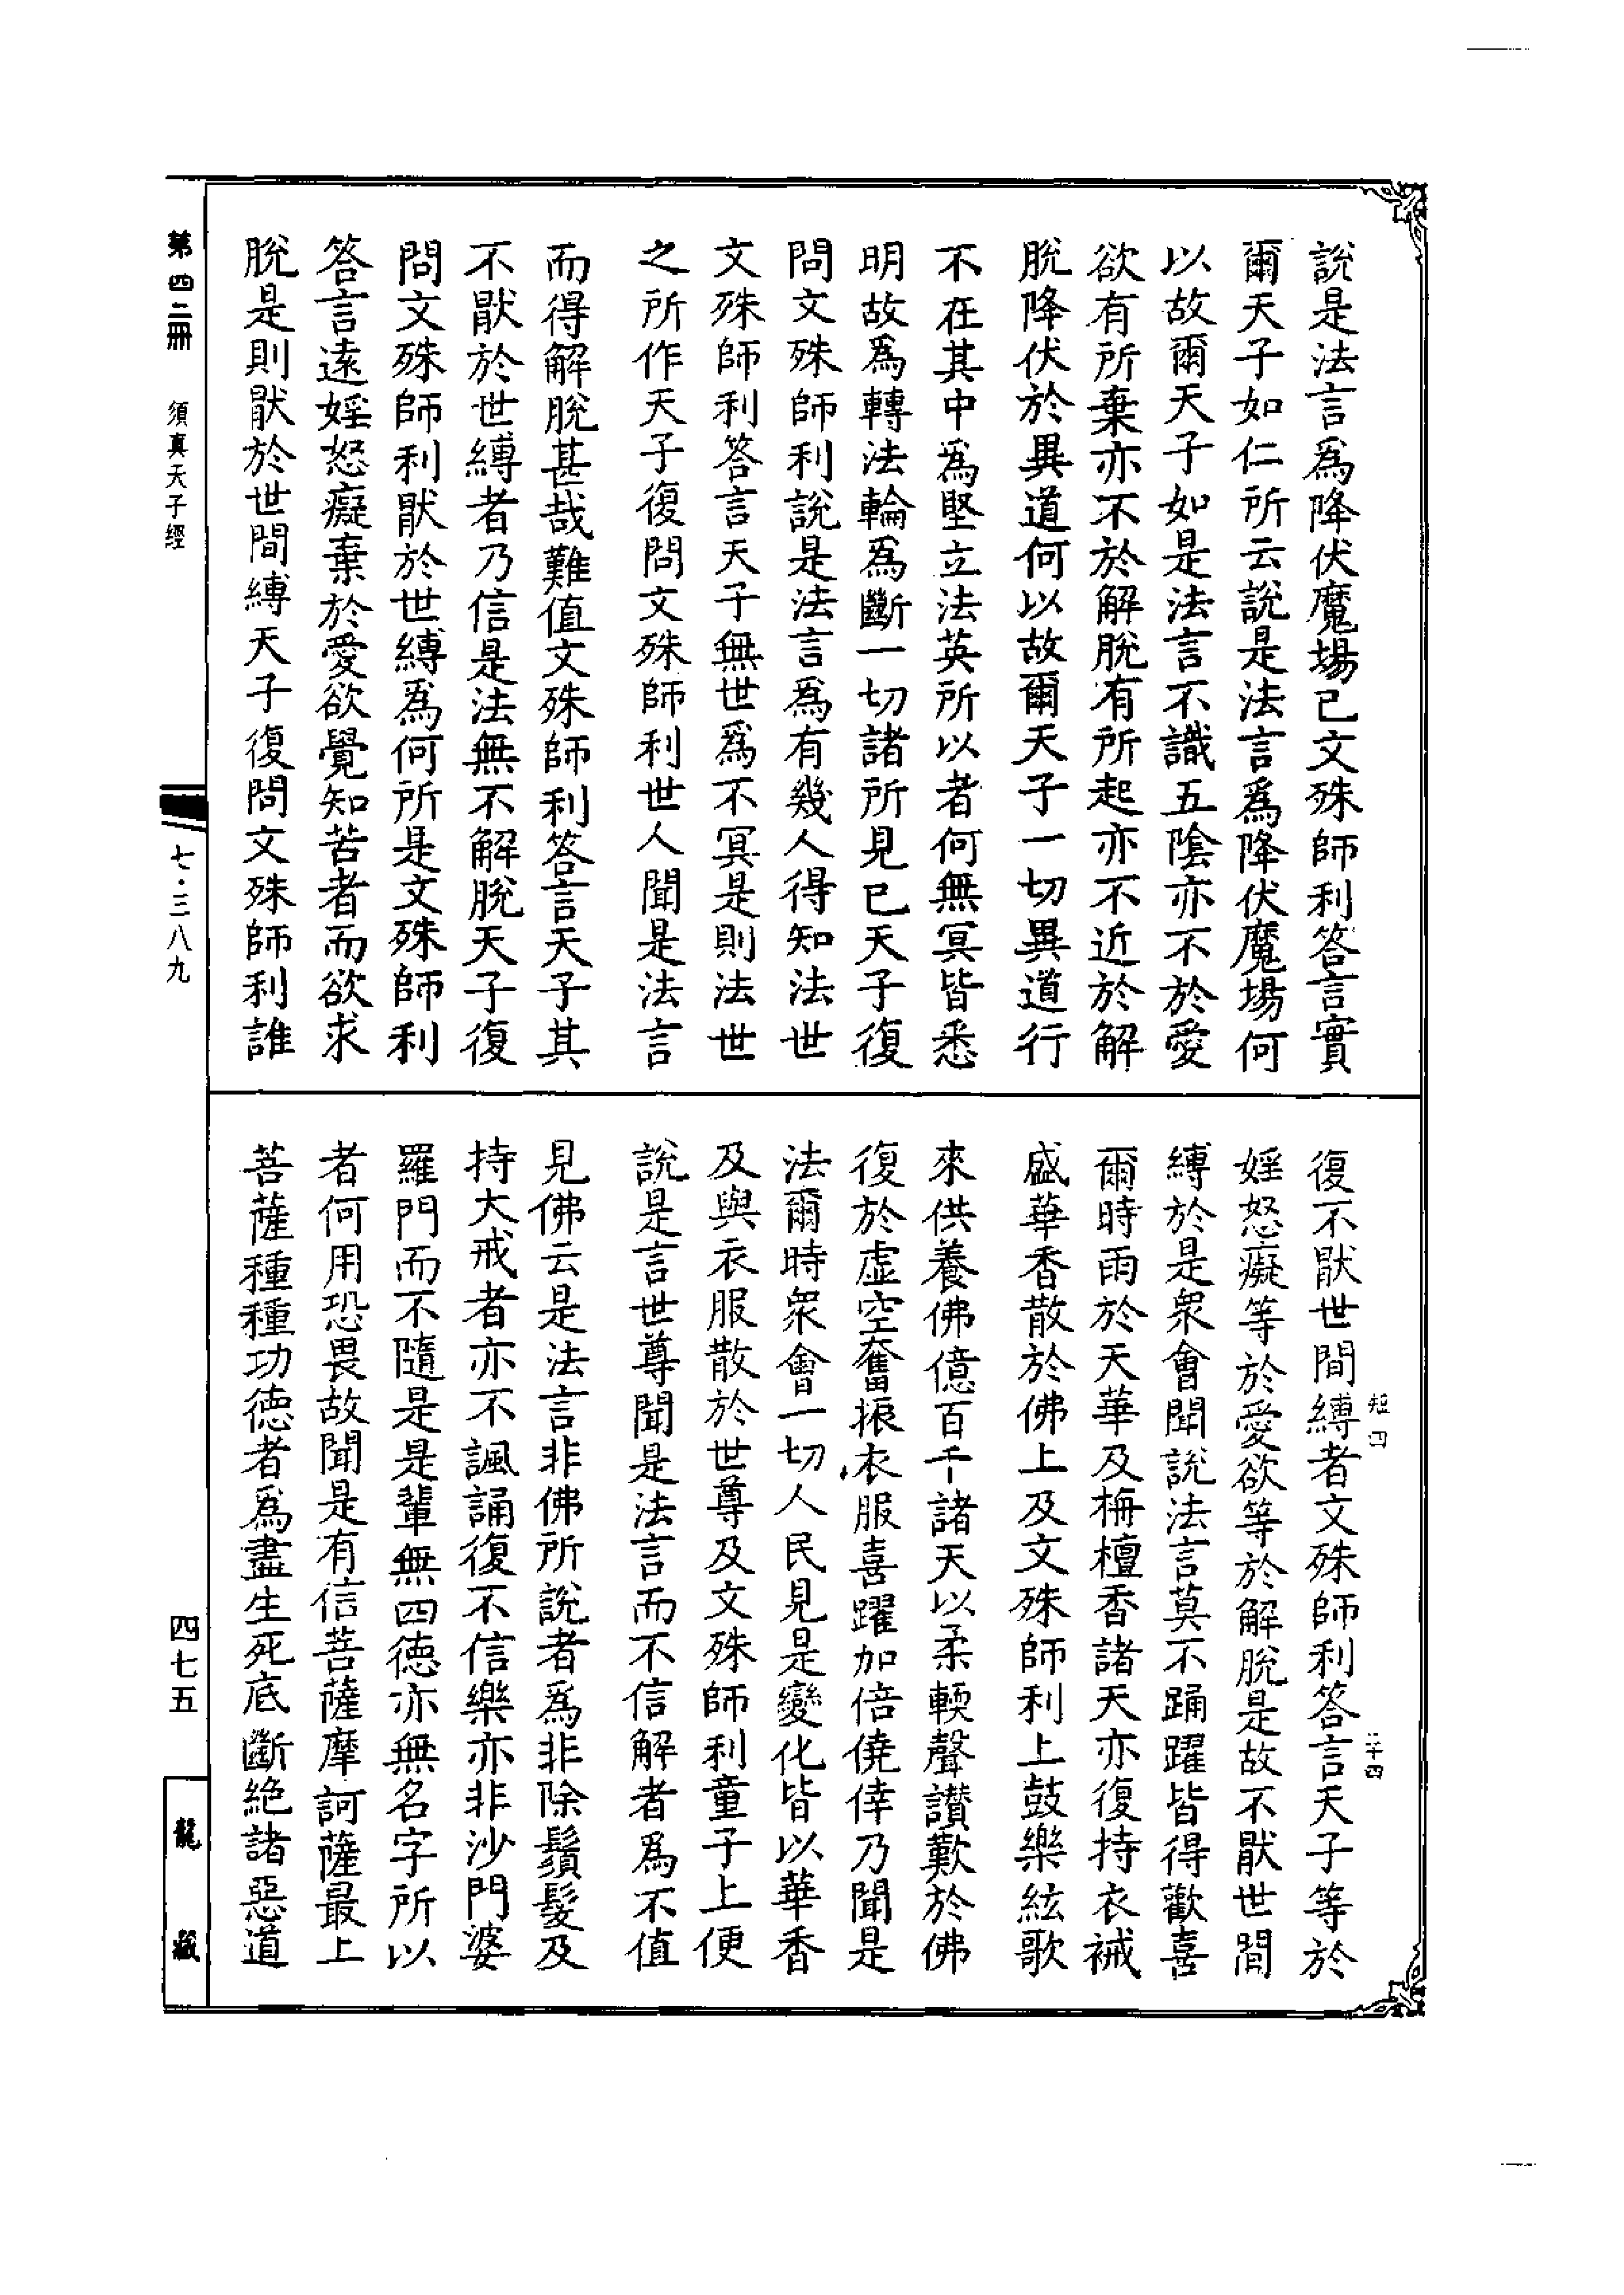 說是法言爲降伏魔場已文殊師利答言實
爾天子如仁所云說是法言爲降伏魔場何
以故爾天子如是法言不識五陰亦不於愛
欲有所棄亦不於解脫有所起亦不近於解
脫降伏於異道何以故爾天子一切異道行
不在其中爲堅立法英所以者何無冥皆悉
明故爲轉法輪爲斷一切諸所見已天子復
問文殊師利說是法言爲有幾人得知法世
文殊師利答言天子無世爲不冥是則法世
之所作天子復問文殊師利世人聞是法言
而得解脫甚哉難值文殊師利答言天子其
不猒於世縛者乃信是法無不解脫天子復
問文殊師利猒於世縛爲何所是文殊師利
答言遠婬怒癡棄於愛欲覺知苦者而欲求
脫是則猒於世間縛天子復問文殊師利誰
復不猒世間縛者文殊師利答言天子等於
婬怒癡等於愛欲等於解脫是故不猒世間
縛於是衆會聞說法言莫不踊躍皆得歡喜
爾時雨於天華及栴檀香諸天亦復持衣祴
盛華香散於佛上及文殊師利上鼓樂絃歌
來供養佛億百千諸天以柔輭聲讚歎於佛
復於虛空奮振衣服喜躍加倍僥倖乃聞是
法爾時衆會一切人民見是變化皆以華香
及與衣服散於世尊及文殊師利童子上便
說是言世尊聞是法言而不信解者爲不值
見佛云是法言非佛所說者爲非除鬚髮及
持大戒者亦不諷誦復不信樂亦非沙門婆
羅門而不隨是是輩無四德亦無名字所以
者何用恐畏故聞是有信菩薩摩訶薩最上
菩薩種種功德者爲盡生死底斷絕諸惡道
短四
二十四
第四二冊
須真天子經
七·三八九
四七五
龍藏